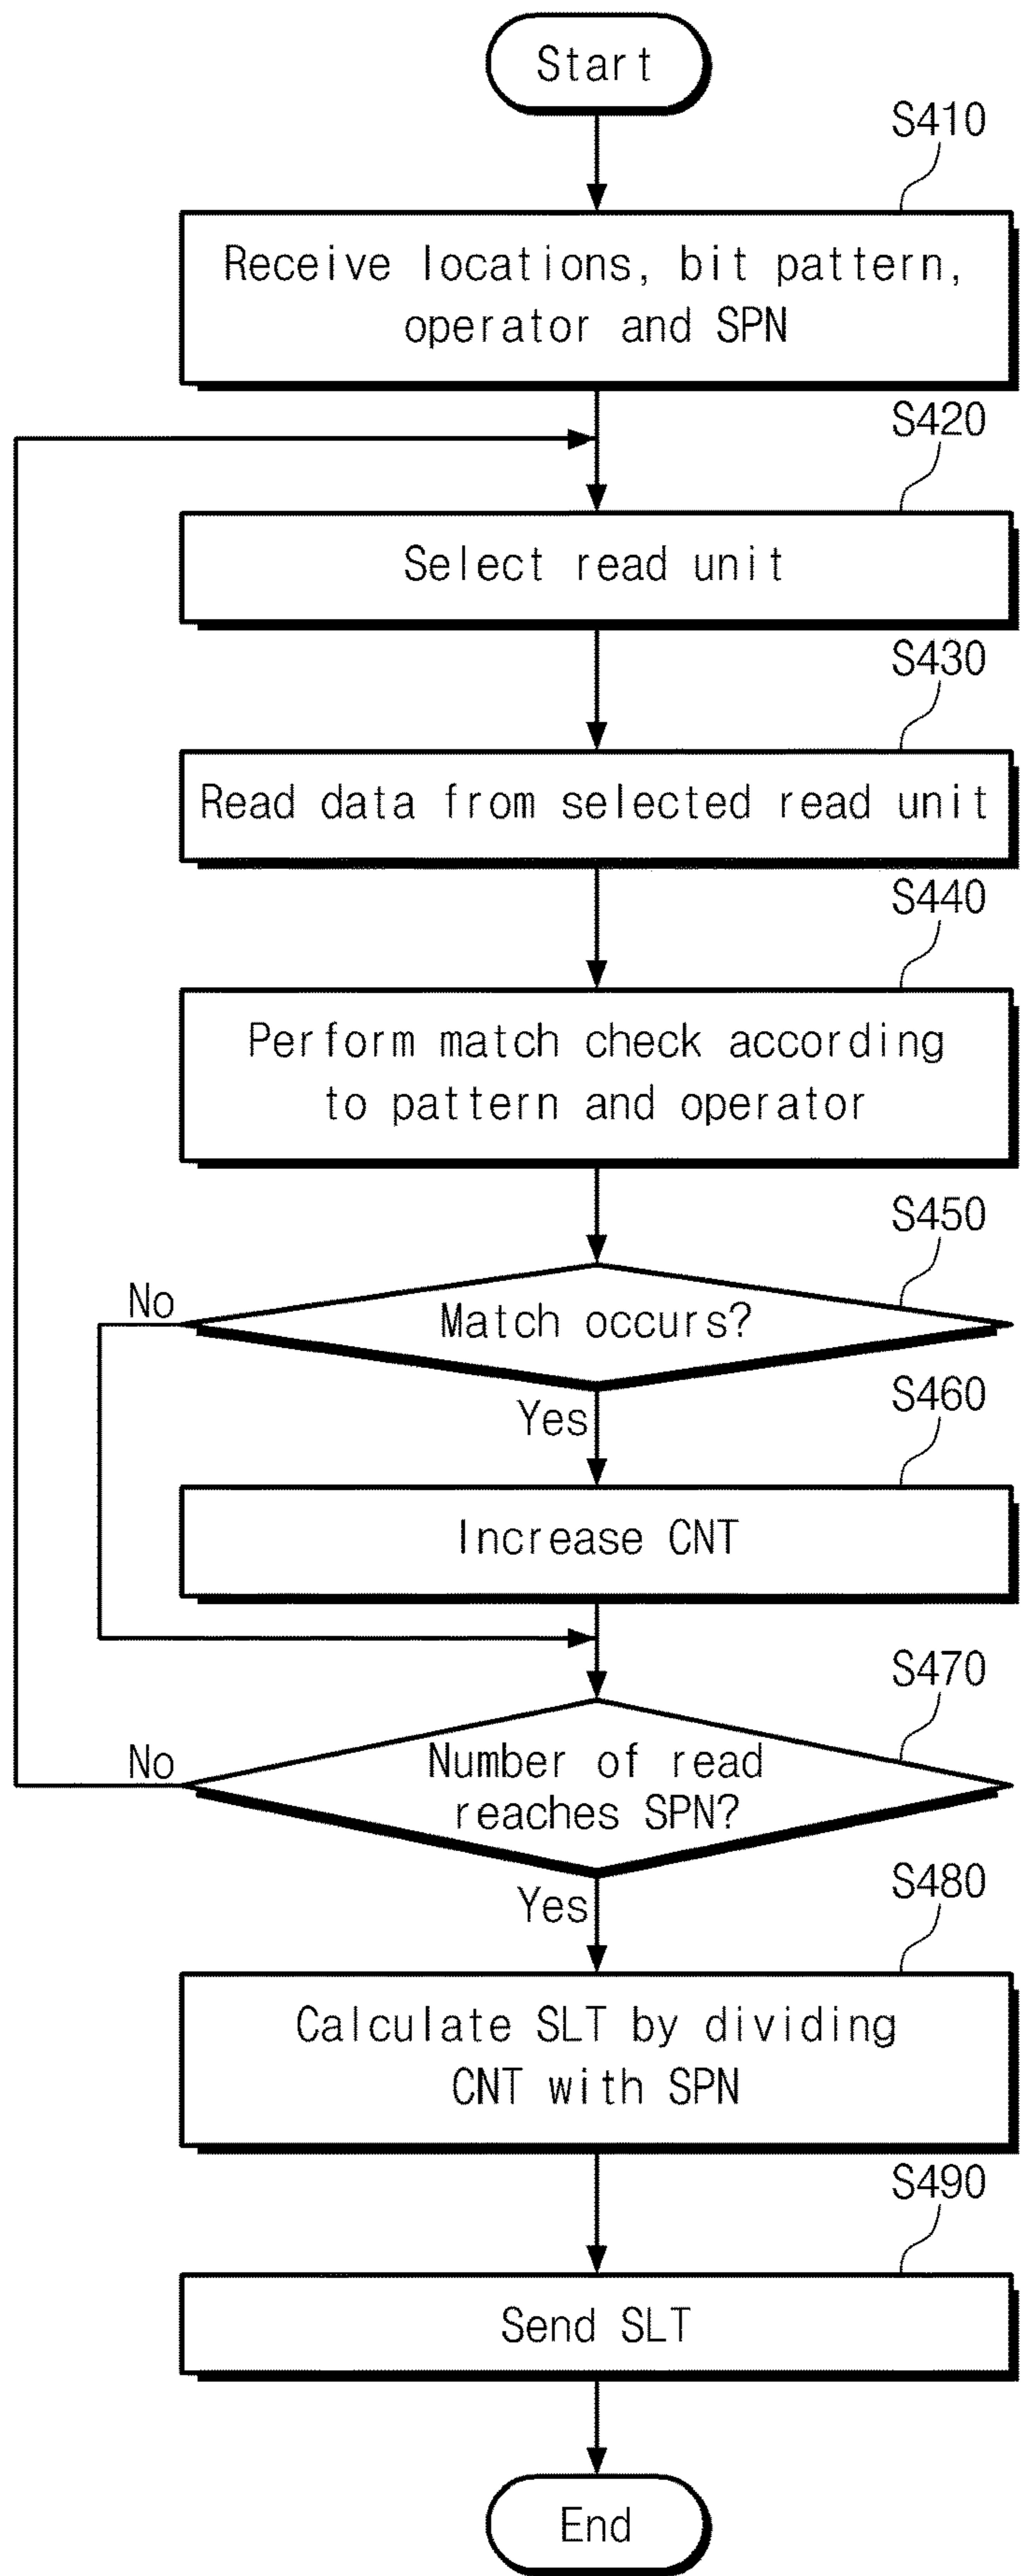 Start
S410
Receive locations, bit pattern,
operator and SPN
S420
Select read unit
S430
Read data from selected read unit
S440
Perform match check according
to pattern and operator
S450
No
Match occurs?
Yes
S460
Increase CNT
S470
No
Number of read
reaches SPN?
Yes
S480
Calculate SLT by dividing
CNT with SPN
S490
Send SLT
End